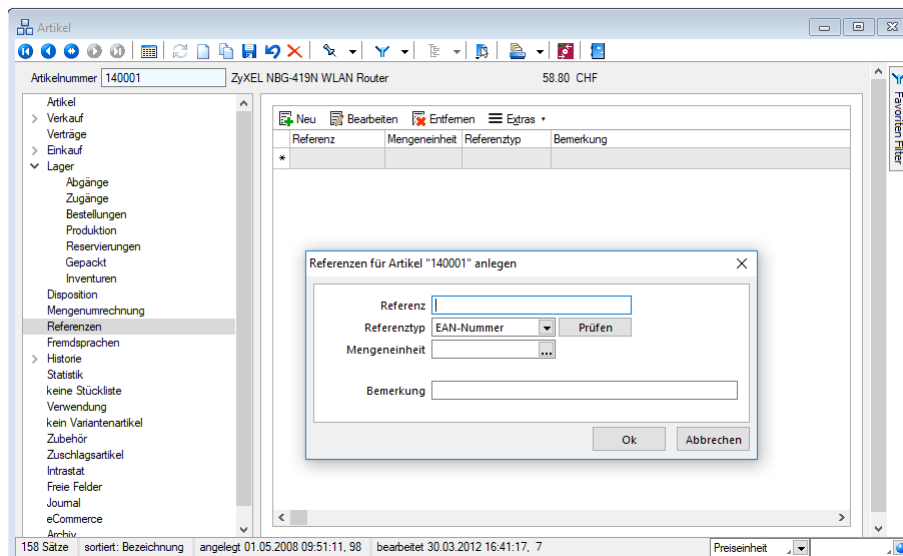 Artikel
Artikelnummer 140001 ZyXEL NBG-419N WLAN Router 58.80 CHF
Favoriten Filter
Artikel
Verkauf
Verträge
Einkauf
Lager
Abgänge
Zugänge
Bestellungen
Produktion
Reservierungen
Gepackt
Inventuren
Disposition
Mengenumrechnung
Referenzen
Fremdsprachen
Historie
Statistik
keine Stückliste
Verwendung
kein Variantenartikel
Zubehör
Zuschlagsartikel
Intrastat
Freie Felder
Journal
eCommerce
Archiv
Neu Bearbeiten Entfernen Extras
Referenz Mengeneinheit Referenztyp Bemerkung
*
Referenzen für Artikel "140001" anlegen
Referenz
Referenztyp EAN-Nummer Prüfen
Mengeneinheit ...
Bemerkung
Ok Abbrechen
158 Sätze sortiert: Bezeichnung angelegt 01.05.2008 09:51:11, 98 bearbeitet 30.03.2012 16:41:17, 7 Preiseinheit